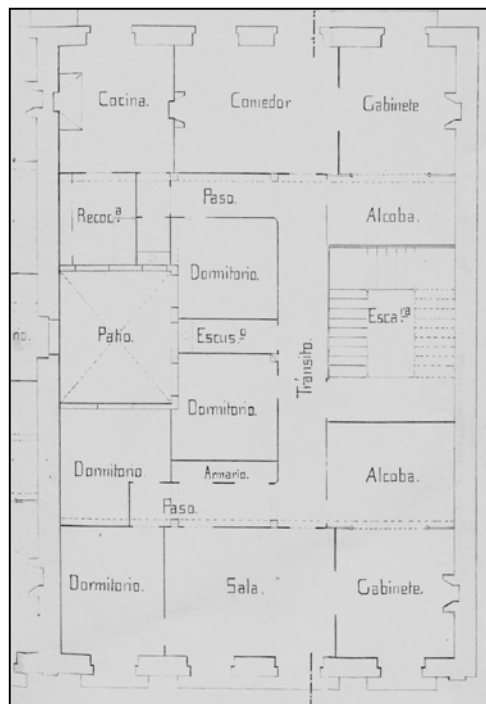 Cocina.
Comedor
Gabinete
Paso.
Recoc.ª
Alcoba.
Dormitorio.
Esca.ra
no.
Patio.
Escus.º
Tránsito.
Dormitorio.
Armario.
Dormitorio.
Alcoba.
Paso.
Dormitorio.
Sala.
Gabinete.